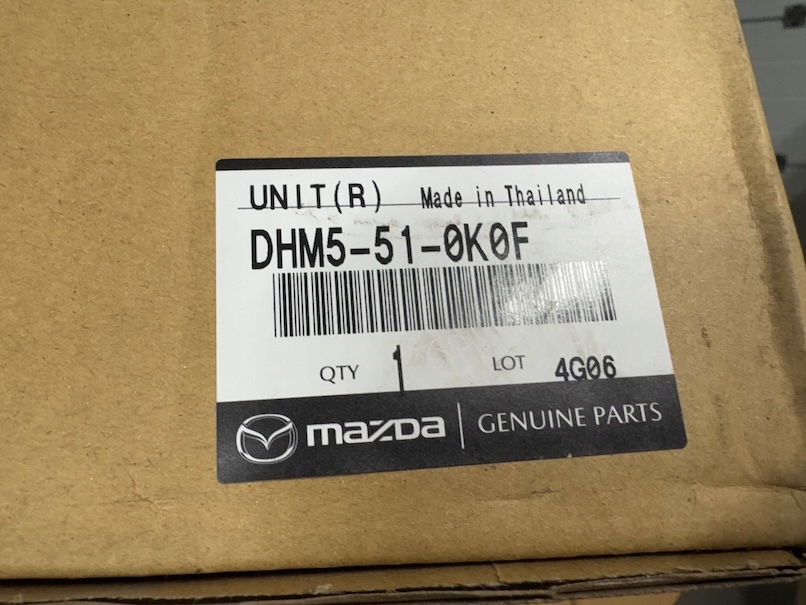 UNIT(R) Made in Thailand
DHM5-51-0K0F
QTY 1 LOT 4G06
mazda GENUINE PARTS